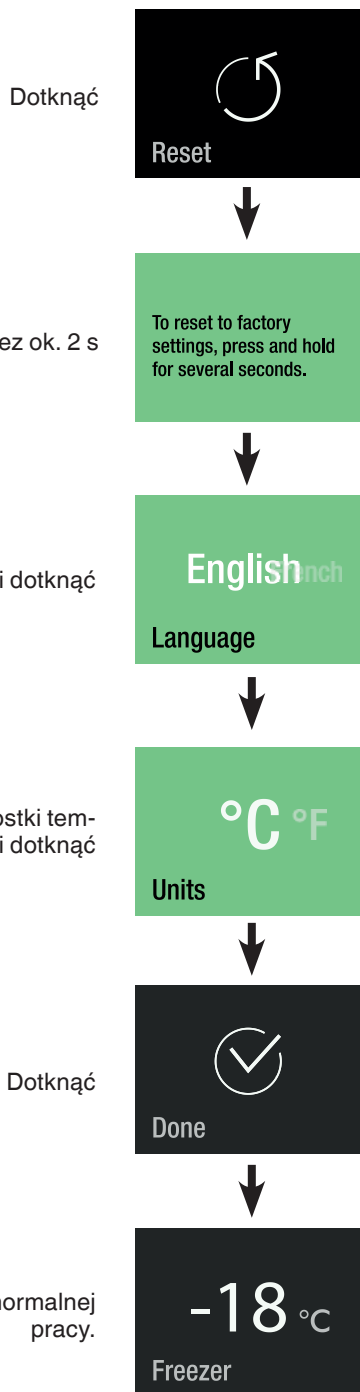 Dotknąć
Reset
ez ok. 2 s
To reset to factory
settings, press and hold
for several seconds.
i dotknąć
English French
Language
ostki tem-
i dotknąć
°C °F
Units
Dotknąć
Done
normalnej
pracy.
-18 °C
Freezer